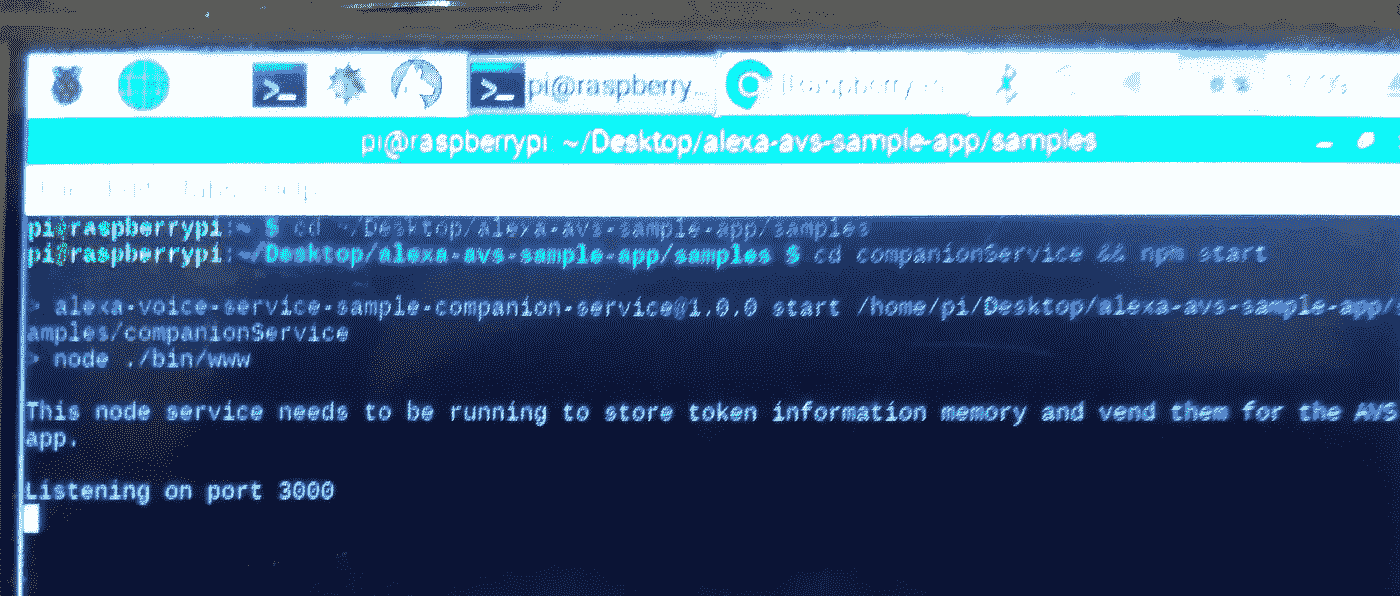 >_ >_ pi@raspberry...
pi@raspberrypi: ~/Desktop/alexa-avs-sample-app/samples
pi@raspberrypi:~ $ cd ~/Desktop/alexa-avs-sample-app/samples
pi@raspberrypi:~/Desktop/alexa-avs-sample-app/samples $ cd companionService && npm start
> alexa-voice-service-sample-companion-service@1.0.0 start /home/pi/Desktop/alexa-avs-sample-app/
amples/companionService
> node ./bin/www
This node service needs to be running to store token information memory and vend them for the AVS
app.
Listening on port 3000